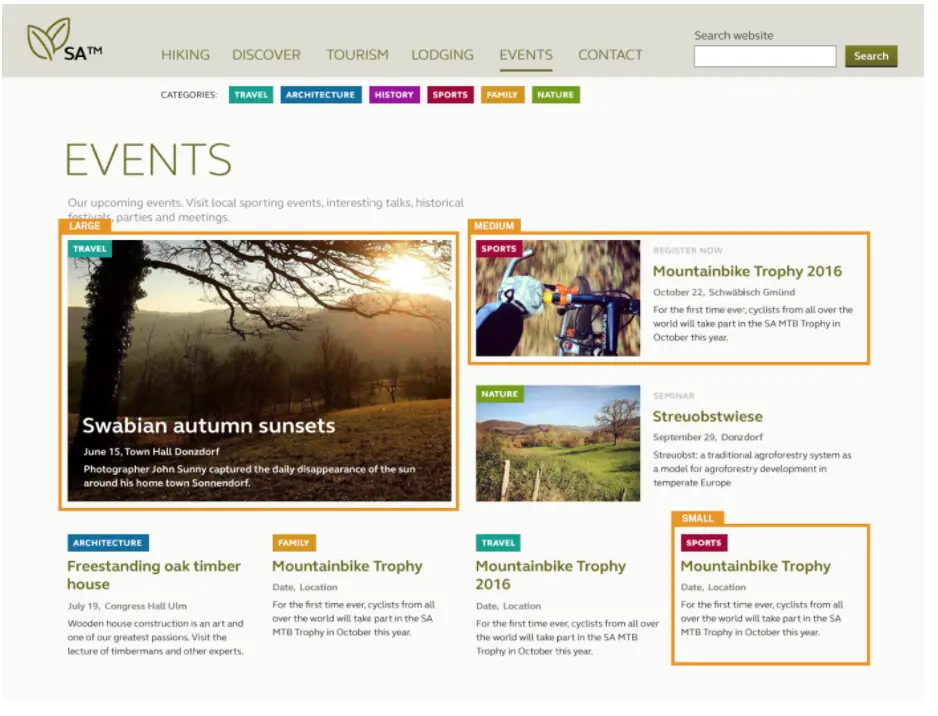 SA™
HIKING DISCOVER TOURISM LODGING EVENTS CONTACT
Search website
Search
CATEGORIES: TRAVEL ARCHITECTURE HISTORY SPORTS FAMILY NATURE
EVENTS
Our upcoming events. Visit local sporting events, interesting talks, historical
festivals, parties and meetings.
LARGE
TRAVEL
Swabian autumn sunsets
June 15, Town Hall Donzdorf
Photographer John Sunny captured the daily disappearance of the sun
around his home town Sonnendorf.
MEDIUM
SPORTS
REGISTER NOW
Mountainbike Trophy 2016
October 22, Schwäbisch Gmünd
For the first time ever, cyclists from all over the
world will take part in the SA MTB Trophy in
October this year.
NATURE
SEMINAR
Streuobstwiese
September 29, Donzdorf
Streuobst: a traditional agroforestry system as
a model for agroforestry development in
temperate Europe
ARCHITECTURE
Freestanding oak timber
house
July 19, Congress Hall Ulm
Wooden house construction is an art and
one of our greatest passions. Visit the
lecture of timbermans and other experts.
FAMILY
Mountainbike Trophy
Date, Location
For the first time ever, cyclists from all
over the world will take part in the SA
MTB Trophy in October this year.
TRAVEL
Mountainbike Trophy
2016
Date, Location
For the first time ever, cyclists from all over
the world will take part in the SA MTB
Trophy in October this year.
SMALL
SPORTS
Mountainbike Trophy
Date, Location
For the first time ever, cyclists from all
over the world will take part in the SA
MTB Trophy in October this year.